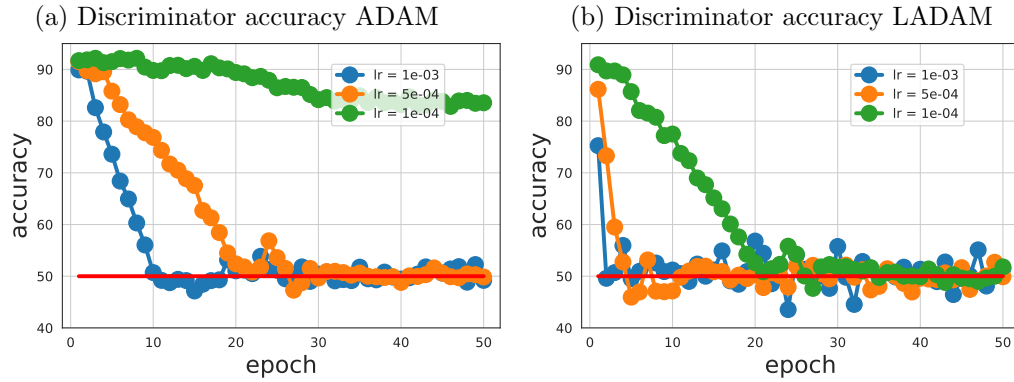 (a) Discriminator accuracy ADAM
90
80
70
60
50
40
0
10
20
30
40
50
accuracy
epoch
lr = 1e-03
lr = 5e-04
lr = 1e-04
(b) Discriminator accuracy LADAM
90
80
70
60
50
40
0
10
20
30
40
50
accuracy
epoch
lr = 1e-03
lr = 5e-04
lr = 1e-04